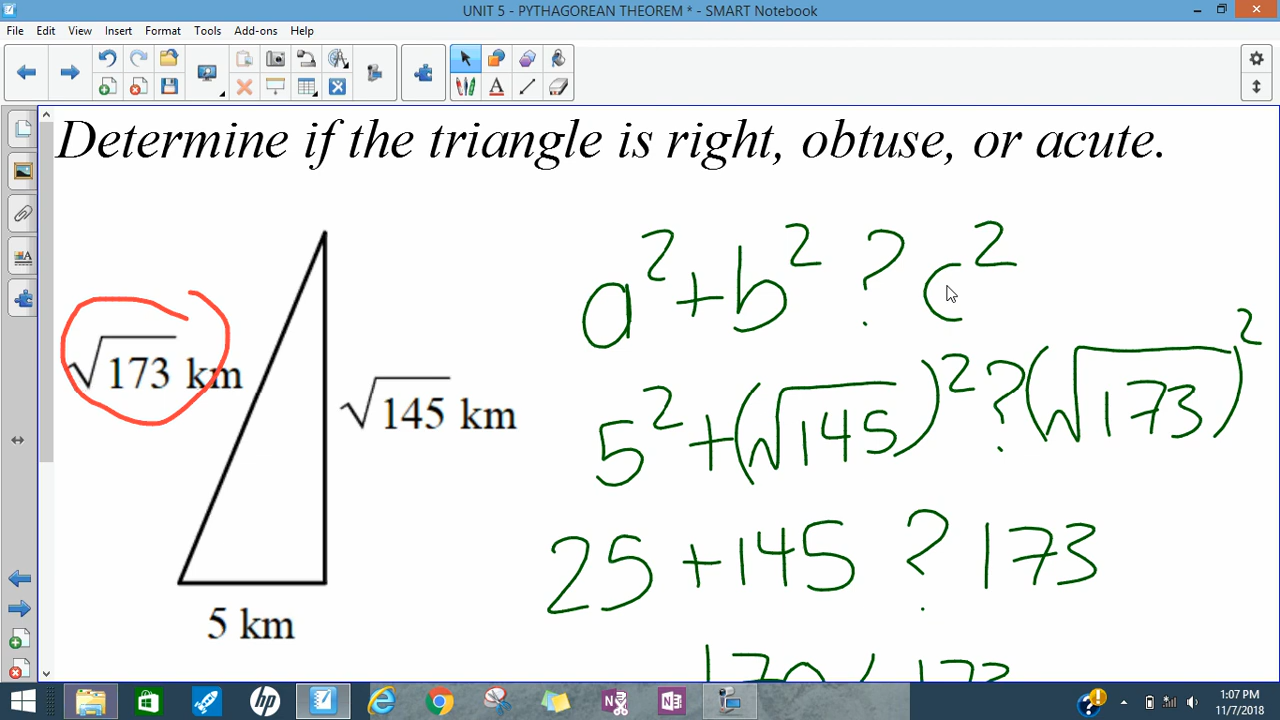 UNIT 5 - PYTHAGOREAN THEOREM * - SMART Notebook
File Edit View Insert Format Tools Add-ons Help
Determine if the triangle is right, obtuse, or acute.
a² + b² ? c²
√173 km
√145 km
5² + (√145)² ? (√173)²
25 + 145 ? 173
5 km
1:07 PM
11/7/2018